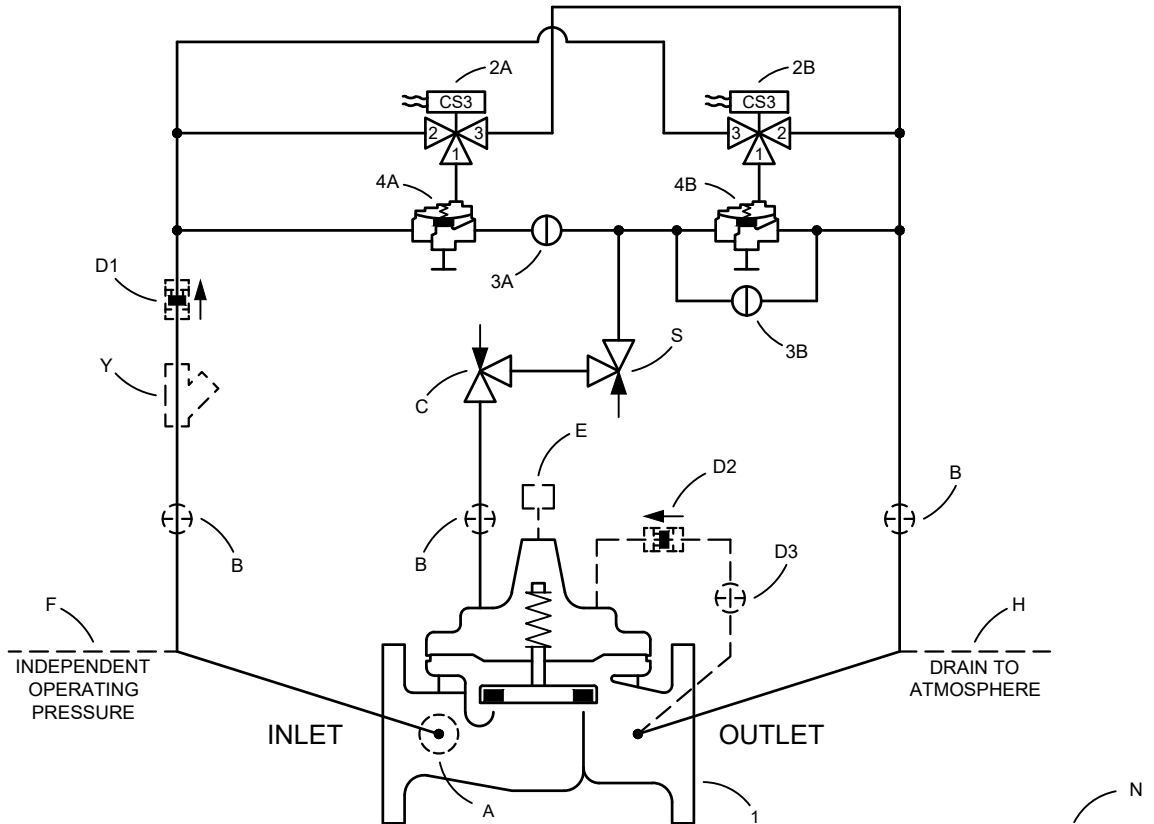 2A
2B
CS3
CS3
2
3
3
2
1
1
4A
4B
3A
3B
D1
Y
S
C
E
D2
B
B
B
D3
F
H
INDEPENDENT
OPERATING
PRESSURE
DRAIN TO
ATMOSPHERE
INLET
OUTLET
A
1
N